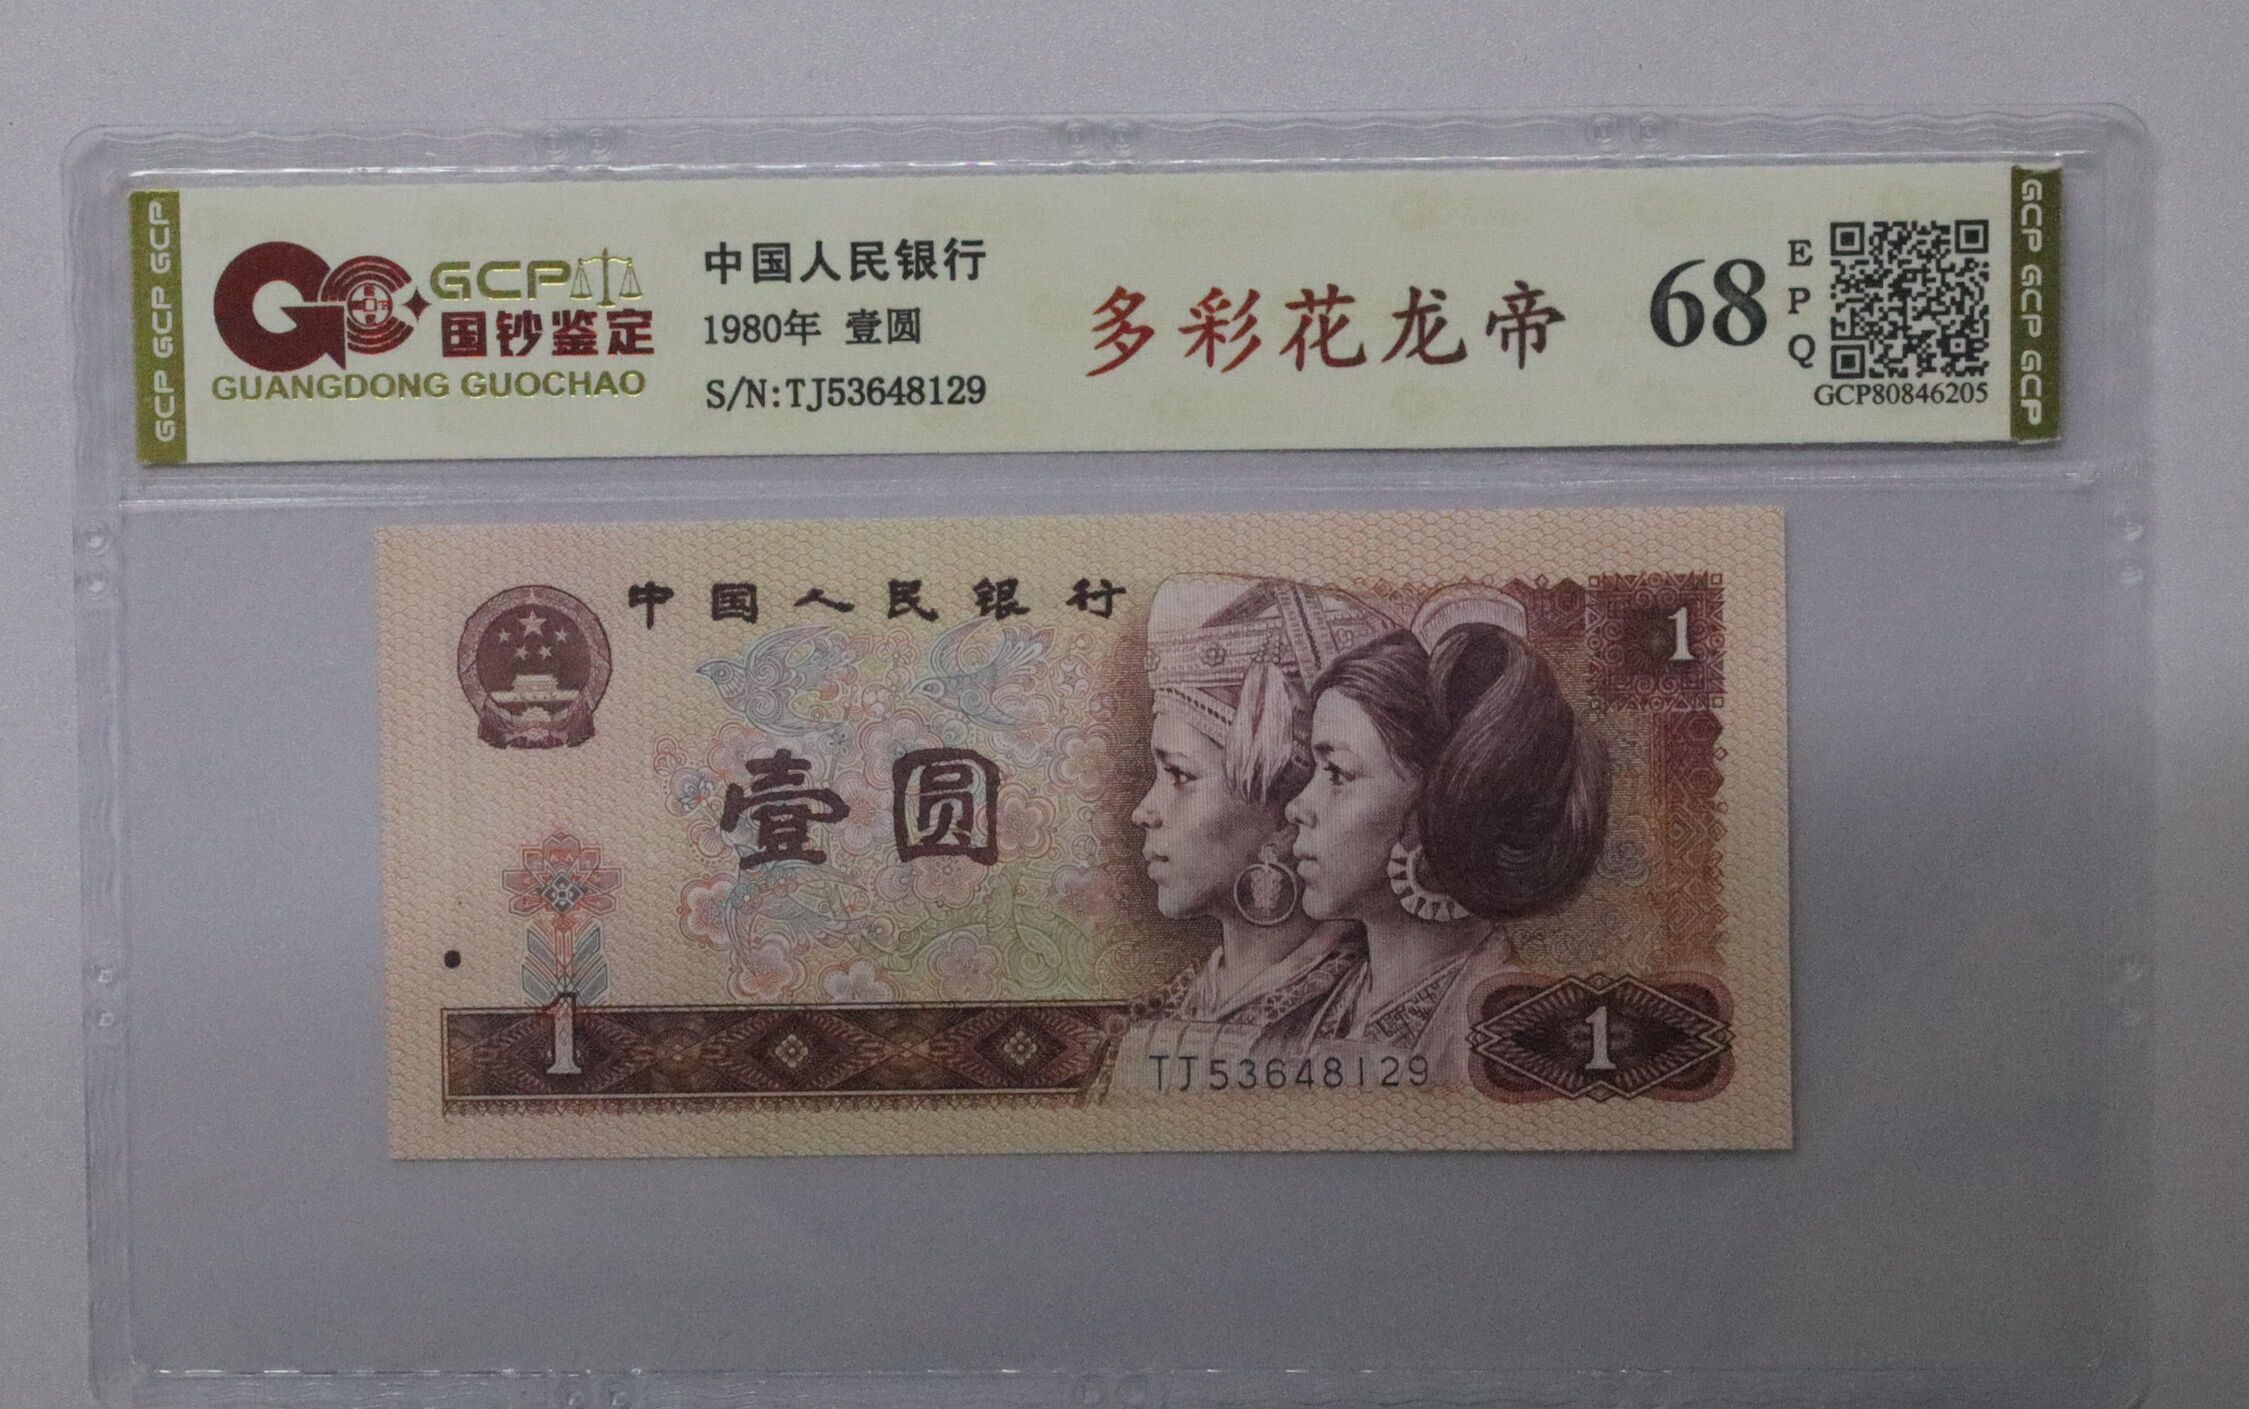 GCP GCP GCP
GCP
国钞鉴定
GUANGDONG GUOCHAO
中国人民银行
1980年 壹圆
S/N:TJ53648129
多彩花龙帝
68
EPQ
GCP80846205
GCP GCP GCP
中国人民银行
1
壹圆
1
TJ53648129
1